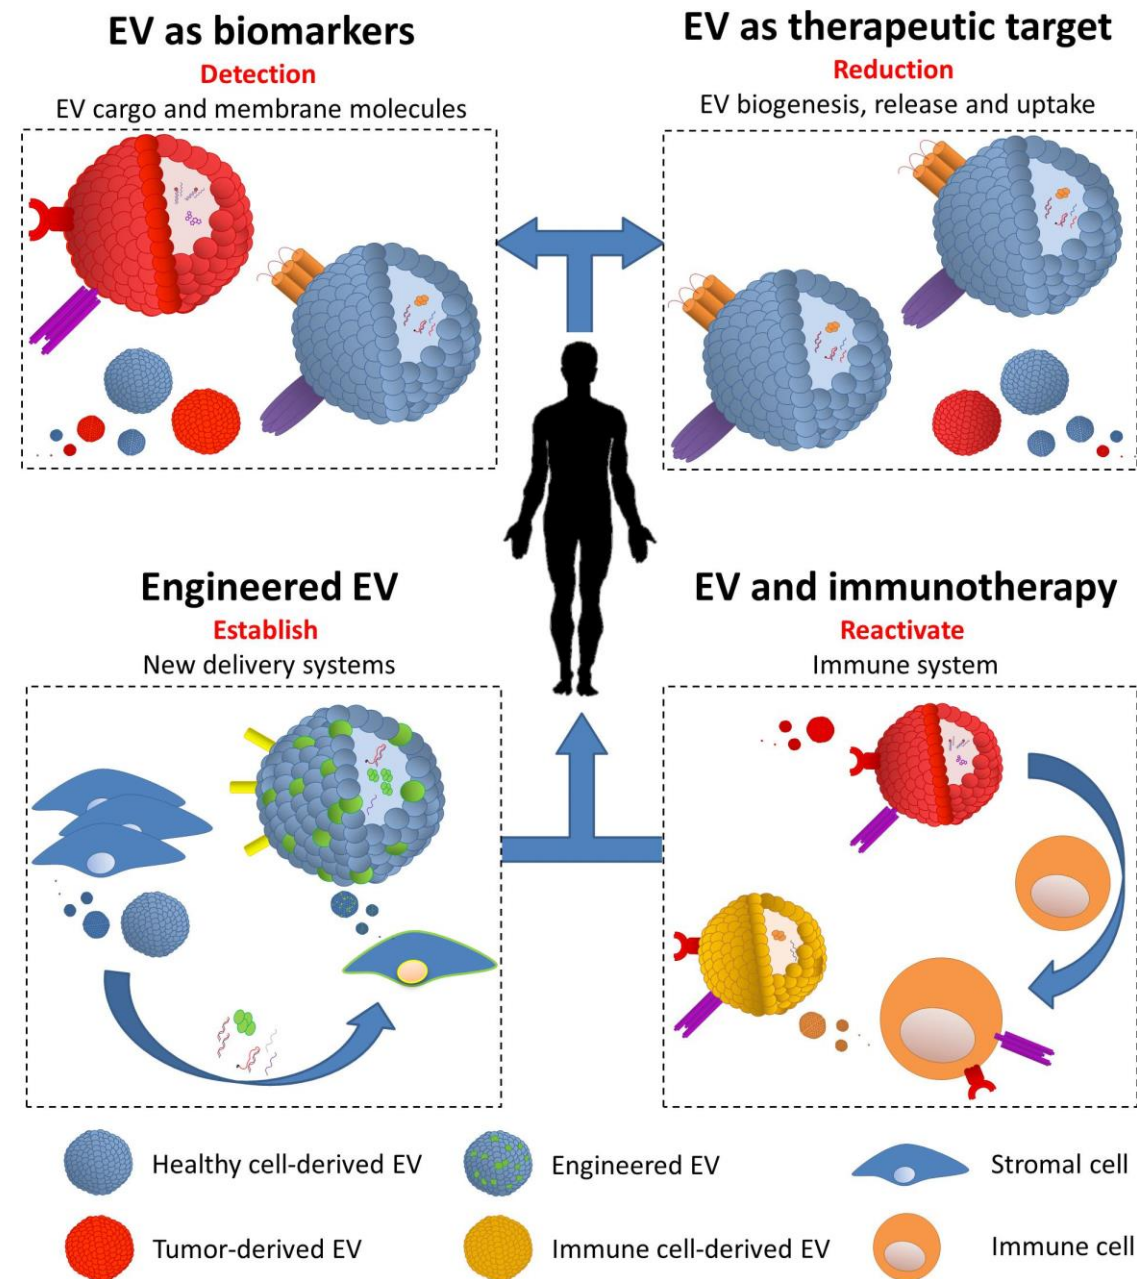 EV as biomarkers
Detection
EV cargo and membrane molecules
EV as therapeutic target
Reduction
EV biogenesis, release and uptake
Engineered EV
Establish
New delivery systems
EV and immunotherapy
Reactivate
Immune system
Healthy cell-derived EV
Engineered EV
Stromal cell
Tumor-derived EV
Immune cell-derived EV
Immune cell